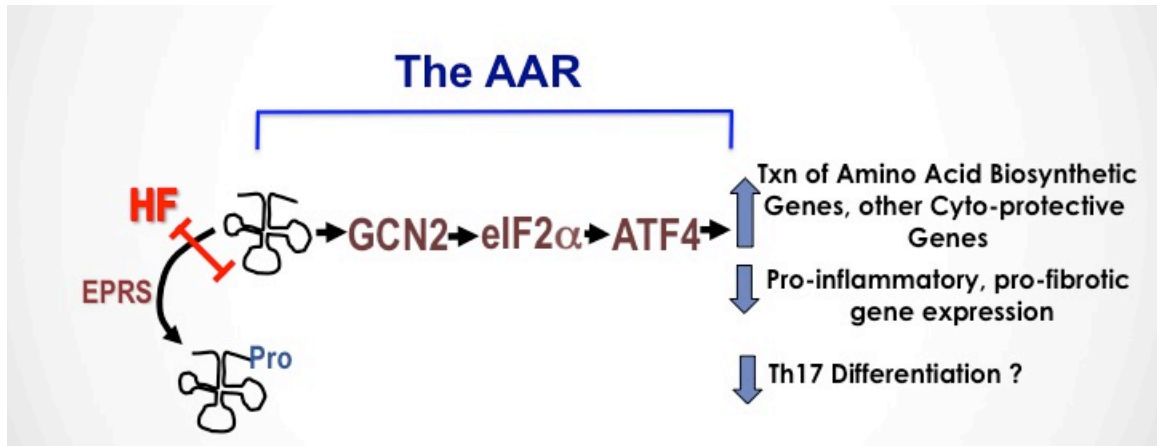 The AAR
HF
GCN2 eIF2α ATF4
Txn of Amino Acid Biosynthetic
Genes, other Cyto-protective
Genes
EPRS
Pro-inflammatory, pro-fibrotic
gene expression
Pro
Th17 Differentiation ?